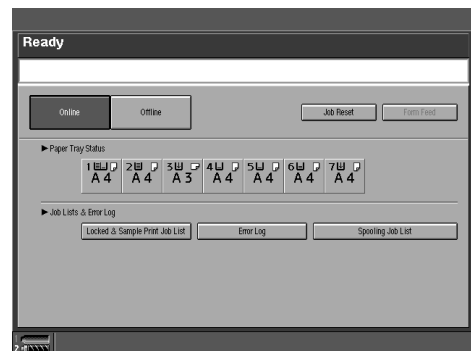 Ready
Online Offline Job Reset Form Feed
►Paper Tray Status
1 2 3 4 5 6 7
A4 A4 A3 A4 A4 A4 A4
►Job Lists & Error Log
Locked & Sample Print Job List Error Log Spooling Job List
1
2